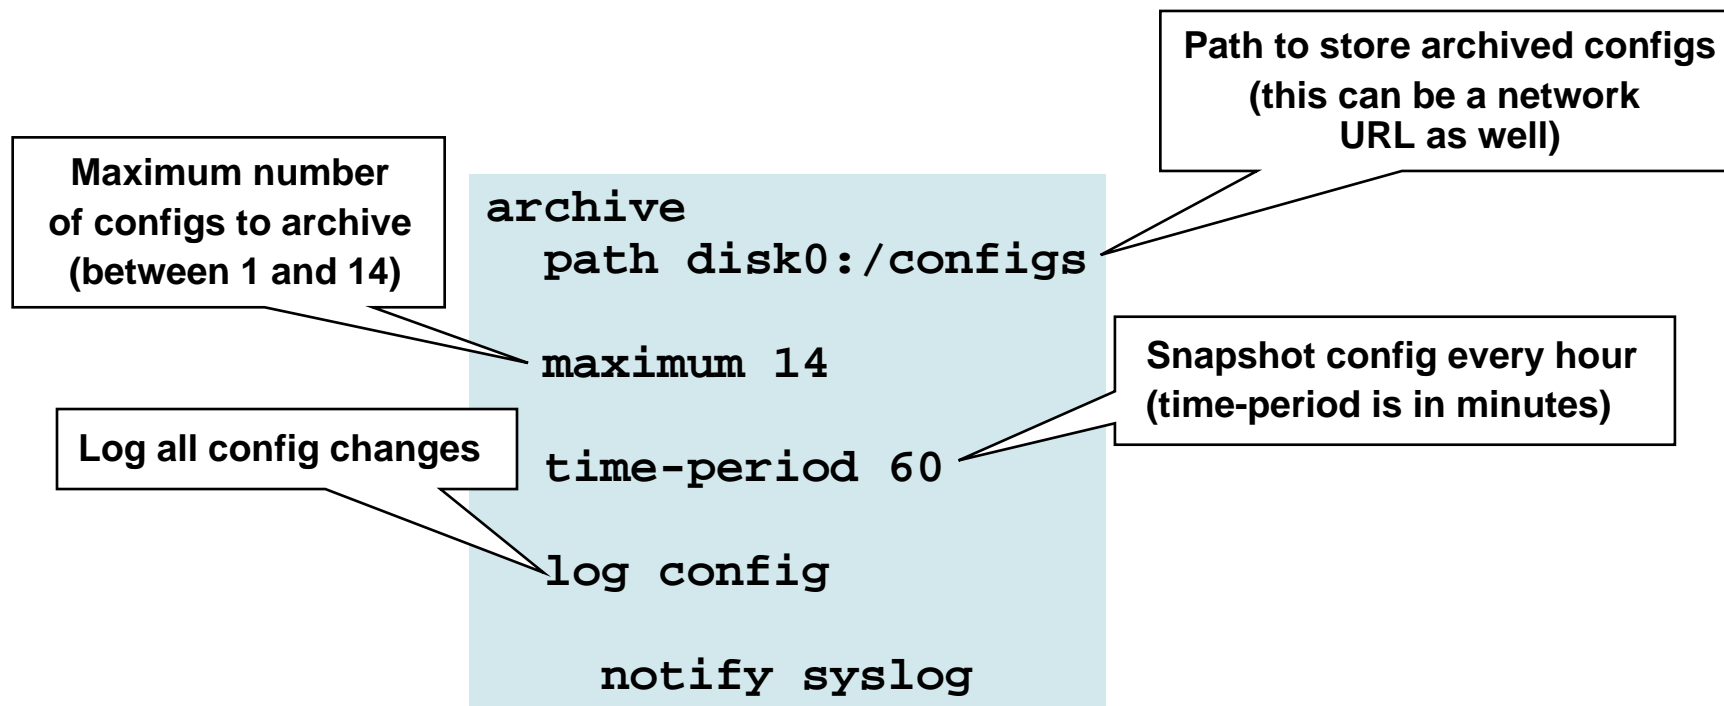 Path to store archived configs
(this can be a network
URL as well)
Maximum number
of configs to archive
(between 1 and 14)
archive
path disk0:/configs
maximum 14
Snapshot config every hour
(time-period is in minutes)
Log all config changes
time-period 60
log config
notify syslog